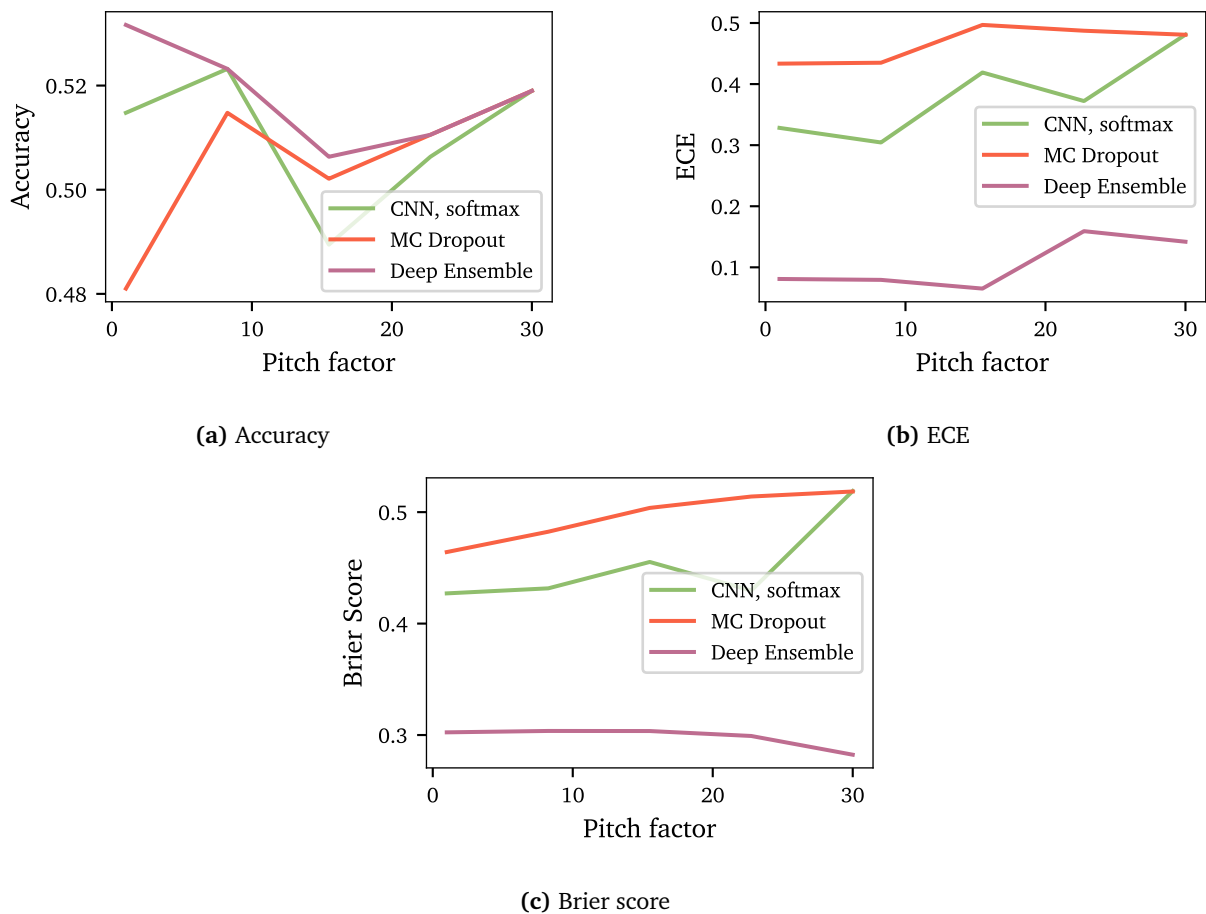 0.52
0.50
0.48
Accuracy
0 10 20 30
Pitch factor
CNN, softmax
MC Dropout
Deep Ensemble
(a) Accuracy
0.5
0.4
0.3
0.2
0.1
ECE
0 10 20 30
Pitch factor
CNN, softmax
MC Dropout
Deep Ensemble
(b) ECE
0.5
0.4
0.3
Brier Score
0 10 20 30
Pitch factor
CNN, softmax
MC Dropout
Deep Ensemble
(c) Brier score